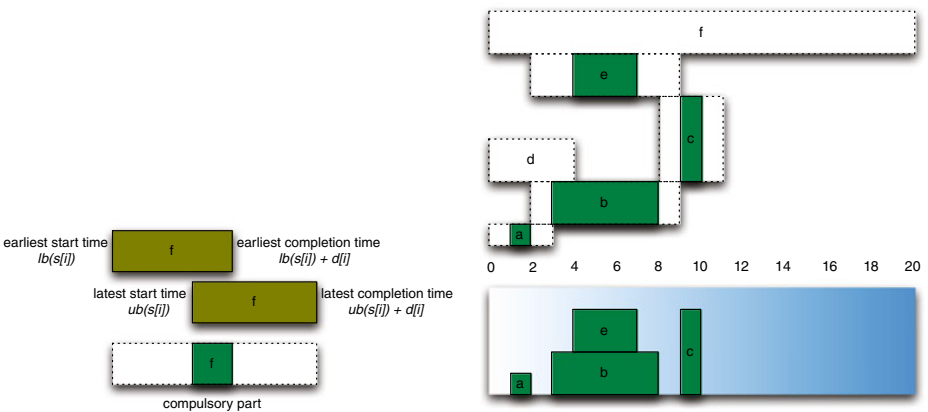 earliest start time
lb(s[i])
f
earliest completion time
lb(s[i]) + d[i]
latest start time
ub(s[i])
f
latest completion time
ub(s[i]) + d[i]
f
compulsory part
f
e
c
d
b
a
0 2 4 6 8 10 12 14 16 18 20
e
c
b
a